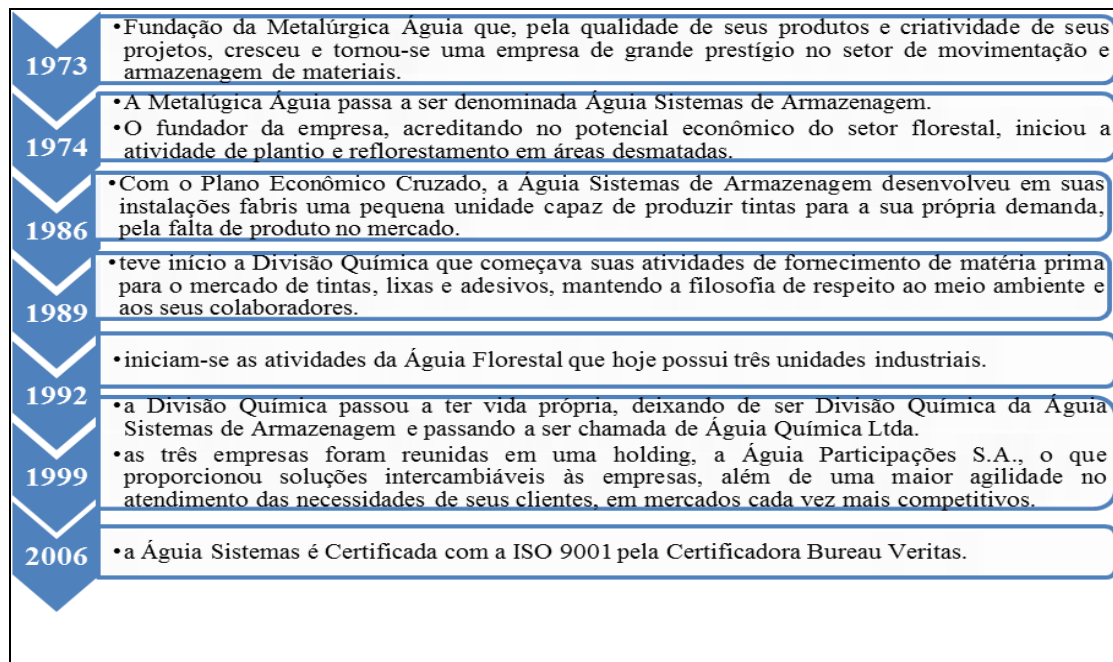 1973
•Fundação da Metalúrgica Águia que, pela qualidade de seus produtos e criatividade de seus
projetos, cresceu e tornou-se uma empresa de grande prestígio no setor de movimentação e
armazenagem de materiais.
1974
•A Metalúgica Águia passa a ser denominada Águia Sistemas de Armazenagem.
•O fundador da empresa, acreditando no potencial econômico do setor florestal, iniciou a
atividade de plantio e reflorestamento em áreas desmatadas.
1986
•Com o Plano Econômico Cruzado, a Águia Sistemas de Armazenagem desenvolveu em suas
instalações fabris uma pequena unidade capaz de produzir tintas para a sua própria demanda,
pela falta de produto no mercado.
1989
•teve início a Divisão Química que começava suas atividades de fornecimento de matéria prima
para o mercado de tintas, lixas e adesivos, mantendo a filosofia de respeito ao meio ambiente e
aos seus colaboradores.
1992
•iniciam-se as atividades da Águia Florestal que hoje possui três unidades industriais.
1999
•a Divisão Química passou a ter vida própria, deixando de ser Divisão Química da Águia
Sistemas de Armazenagem e passando a ser chamada de Águia Química Ltda.
•as três empresas foram reunidas em uma holding, a Águia Participações S.A., o que
proporcionou soluções intercambiáveis às empresas, além de uma maior agilidade no
atendimento das necessidades de seus clientes, em mercados cada vez mais competitivos.
2006
•a Águia Sistemas é Certificada com a ISO 9001 pela Certificadora Bureau Veritas.